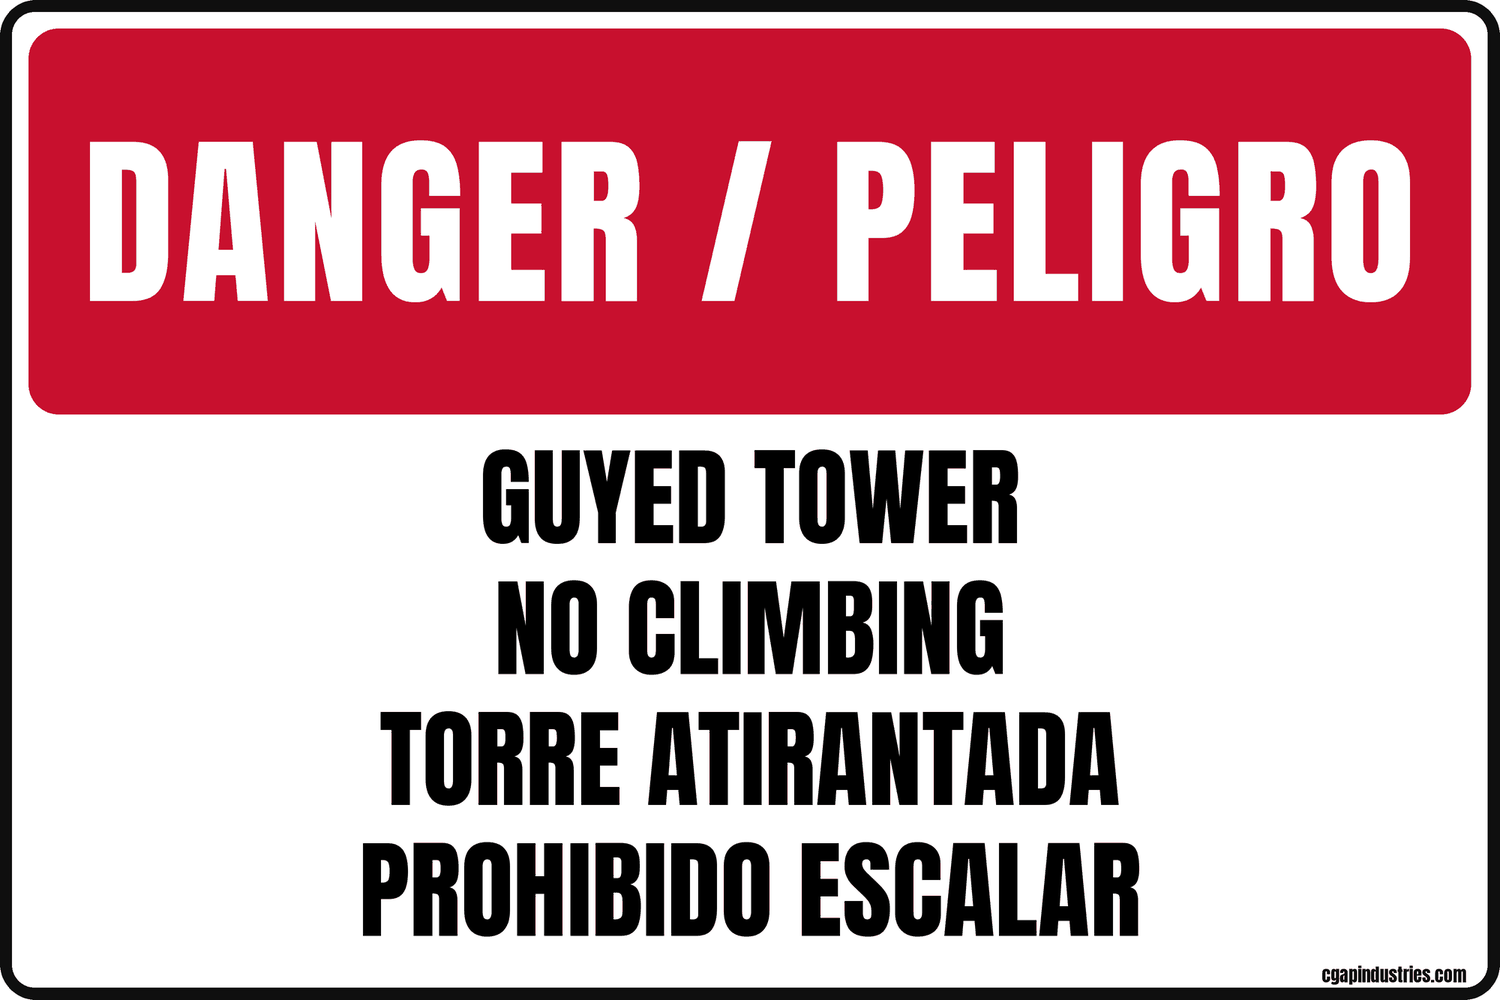 DANGER / PELIGRO
GUYED TOWER
NO CLIMBING
TORRE ATIRANTADA
PROHIBIDO ESCALAR
cgapindustries.com